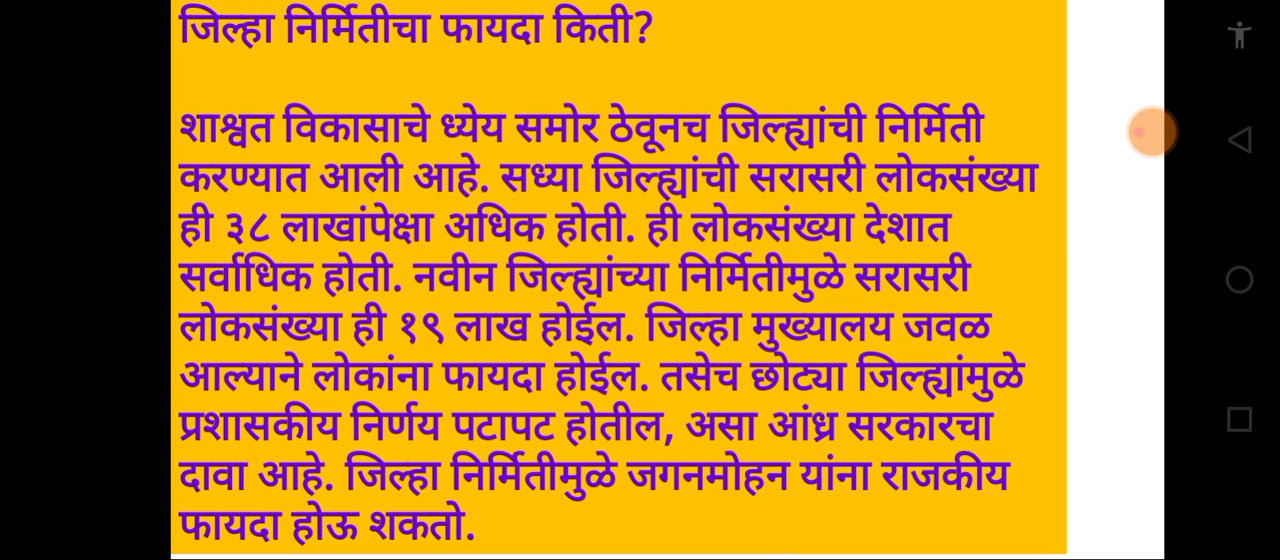 जिल्हा निर्मितीचा फायदा किती?
शाश्वत विकासाचे ध्येय समोर ठेवूनच जिल्ह्यांची निर्मिती
करण्यात आली आहे. सध्या जिल्ह्यांची सरासरी लोकसंख्या
ही ३८ लाखांपेक्षा अधिक होती. ही लोकसंख्या देशात
सर्वाधिक होती. नवीन जिल्ह्यांच्या निर्मितीमुळे सरासरी
लोकसंख्या ही १९ लाख होईल. जिल्हा मुख्यालय जवळ
आल्याने लोकांना फायदा होईल. तसेच छोट्या जिल्ह्यांमुळे
प्रशासकीय निर्णय पटापट होतील, असा आंध्र सरकारचा
दावा आहे. जिल्हा निर्मितीमुळे जगनमोहन यांना राजकीय
फायदा होऊ शकतो.